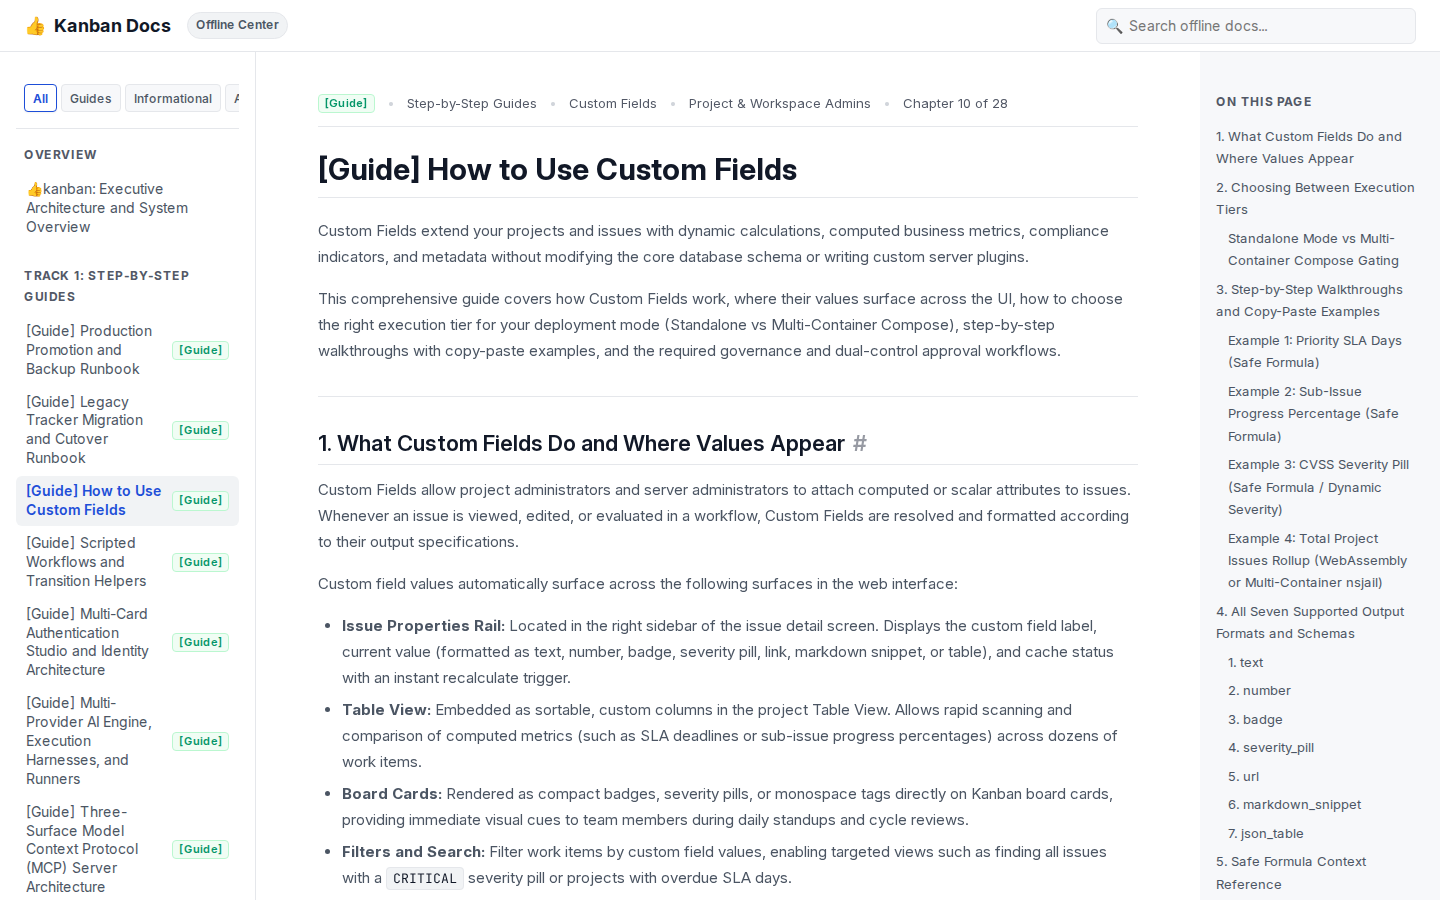 👍 Kanban Docs
Offline Center
🔍 Search offline docs...
All
Guides
Informational
OVERVIEW
👍kanban: Executive
Architecture and System
Overview
TRACK 1: STEP-BY-STEP
GUIDES
[Guide] Production
Promotion and
Backup Runbook
[Guide]
[Guide] Legacy
Tracker Migration
and Cutover
Runbook
[Guide]
[Guide] How to Use
Custom Fields
[Guide]
[Guide] Scripted
Workflows and
Transition Helpers
[Guide]
[Guide] Multi-Card
Authentication
Studio and Identity
Architecture
[Guide]
[Guide] Multi-
Provider AI Engine,
Execution
Harnesses, and
Runners
[Guide]
[Guide] Three-
Surface Model
Context Protocol
(MCP) Server
Architecture
[Guide]
[Guide] • Step-by-Step Guides • Custom Fields • Project & Workspace Admins • Chapter 10 of 28
[Guide] How to Use Custom Fields
Custom Fields extend your projects and issues with dynamic calculations, computed business metrics, compliance
indicators, and metadata without modifying the core database schema or writing custom server plugins.
This comprehensive guide covers how Custom Fields work, where their values surface across the UI, how to choose
the right execution tier for your deployment mode (Standalone vs Multi-Container Compose), step-by-step
walkthroughs with copy-paste examples, and the required governance and dual-control approval workflows.
1. What Custom Fields Do and Where Values Appear #
Custom Fields allow project administrators and server administrators to attach computed or scalar attributes to issues.
Whenever an issue is viewed, edited, or evaluated in a workflow, Custom Fields are resolved and formatted according
to their output specifications.
Custom field values automatically surface across the following surfaces in the web interface:
• Issue Properties Rail: Located in the right sidebar of the issue detail screen. Displays the custom field label,
current value (formatted as text, number, badge, severity pill, link, markdown snippet, or table), and cache status
with an instant recalculate trigger.
• Table View: Embedded as sortable, custom columns in the project Table View. Allows rapid scanning and
comparison of computed metrics (such as SLA deadlines or sub-issue progress percentages) across dozens of
work items.
• Board Cards: Rendered as compact badges, severity pills, or monospace tags directly on Kanban board cards,
providing immediate visual cues to team members during daily standups and cycle reviews.
• Filters and Search: Filter work items by custom field values, enabling targeted views such as finding all issues
with a CRITICAL severity pill or projects with overdue SLA days.
ON THIS PAGE
1. What Custom Fields Do and
Where Values Appear
2. Choosing Between Execution
Tiers
Standalone Mode vs Multi-
Container Compose Gating
3. Step-by-Step Walkthroughs
and Copy-Paste Examples
Example 1: Priority SLA Days
(Safe Formula)
Example 2: Sub-Issue
Progress Percentage (Safe
Formula)
Example 3: CVSS Severity Pill
(Safe Formula / Dynamic
Severity)
Example 4: Total Project
Issues Rollup (WebAssembly
or Multi-Container nsjail)
4. All Seven Supported Output
Formats and Schemas
1. text
2. number
3. badge
4. severity_pill
5. url
6. markdown_snippet
7. json_table
5. Safe Formula Context
Reference